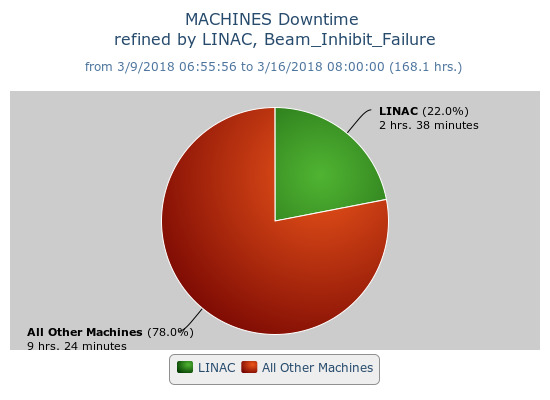 MACHINES Downtime
refined by LINAC, Beam_Inhibit_Failure
from 3/9/2018 06:55:56 to 3/16/2018 08:00:00 (168.1 hrs.)
LINAC (22.0%)
2 hrs. 38 minutes
All Other Machines (78.0%)
9 hrs. 24 minutes
LINAC All Other Machines